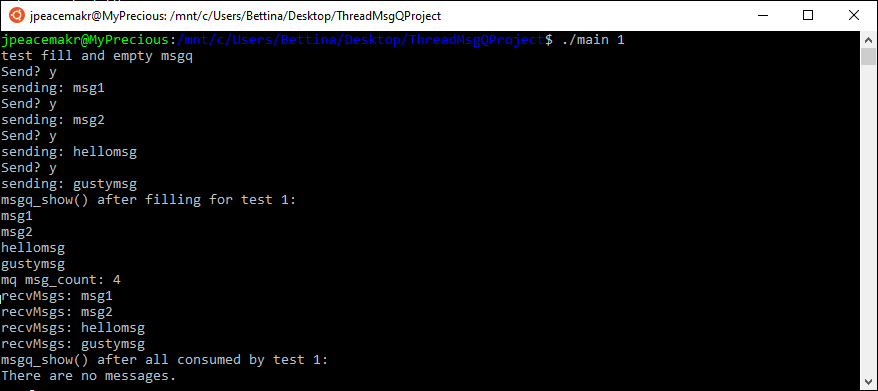 jpeacemakr@MyPrecious: /mnt/c/Users/Bettina/Desktop/ThreadMsgQProject
jpeacemakr@MyPrecious:/mnt/c/Users/Bettina/Desktop/ThreadMsgQProject$ ./main 1
test fill and empty msgq
Send? y
sending: msg1
Send? y
sending: msg2
Send? y
sending: hellomsg
Send? y
sending: gustymsg
msgq_show() after filling for test 1:
msg1
msg2
hellomsg
gustymsg
mq msg_count: 4
recvMsgs: msg1
recvMsgs: msg2
recvMsgs: hellomsg
recvMsgs: gustymsg
msgq_show() after all consumed by test 1:
There are no messages.